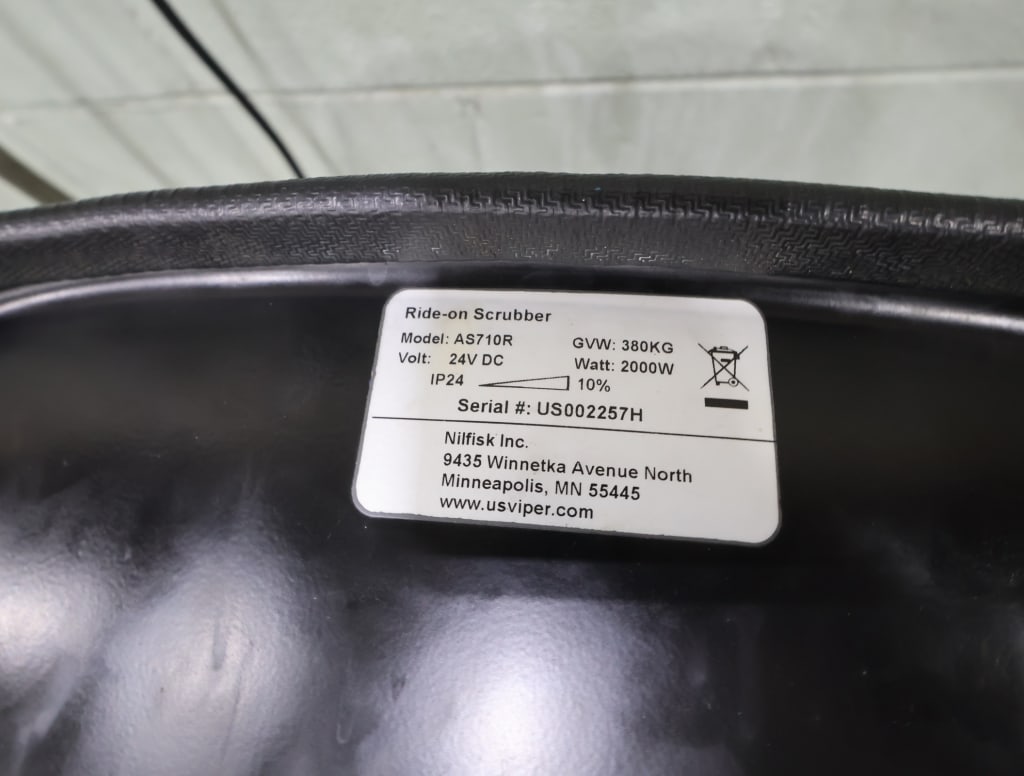 Ride-on Scrubber
Model: AS710R GVW: 380KG
Volt: 24V DC Watt: 2000W
IP24 10%
Serial #: US002257H
Nilfisk Inc.
9435 Winnetka Avenue North
Minneapolis, MN 55445
www.usviper.com